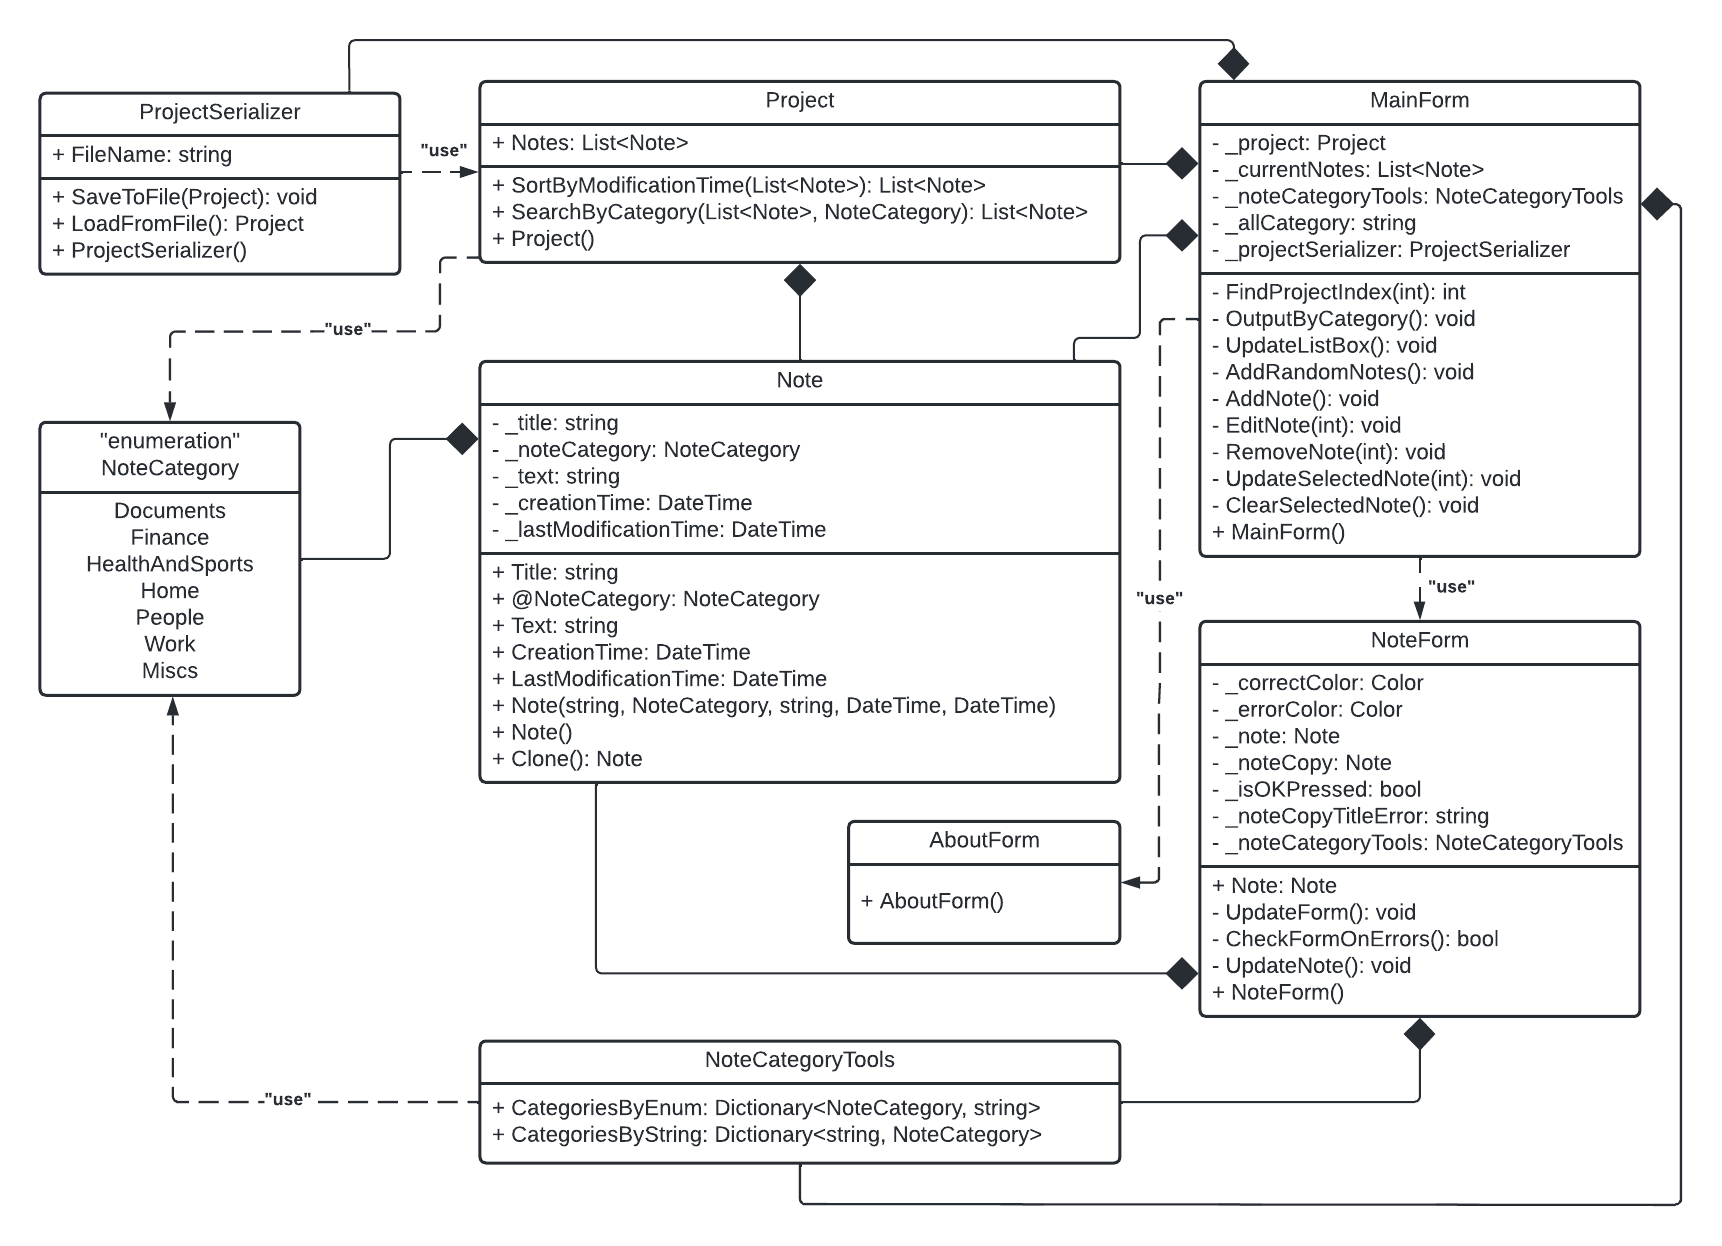 ProjectSerializer
+ FileName: string
+ SaveToFile(Project): void
+ LoadFromFile(): Project
+ ProjectSerializer()
"use"
Project
+ Notes: List<Note>
+ SortByModificationTime(List<Note>): List<Note>
+ SearchByCategory(List<Note>, NoteCategory): List<Note>
+ Project()
MainForm
- _project: Project
- _currentNotes: List<Note>
- _noteCategoryTools: NoteCategoryTools
- _allCategory: string
- _projectSerializer: ProjectSerializer
- FindProjectIndex(int): int
- OutputByCategory(): void
- UpdateListBox(): void
- AddRandomNotes(): void
- AddNote(): void
- EditNote(int): void
- RemoveNote(int): void
- UpdateSelectedNote(int): void
- ClearSelectedNote(): void
+ MainForm()
"use"
"enumeration"
NoteCategory
Documents
Finance
HealthAndSports
Home
People
Work
Miscs
Note
- _title: string
- _noteCategory: NoteCategory
- _text: string
- _creationTime: DateTime
- _lastModificationTime: DateTime
+ Title: string
+ @NoteCategory: NoteCategory
+ Text: string
+ CreationTime: DateTime
+ LastModificationTime: DateTime
+ Note(string, NoteCategory, string, DateTime, DateTime)
+ Note()
+ Clone(): Note
"use"
"use"
NoteForm
- _correctColor: Color
- _errorColor: Color
- _note: Note
- _noteCopy: Note
- _isOKPressed: bool
- _noteCopyTitleError: string
- _noteCategoryTools: NoteCategoryTools
+ Note: Note
- UpdateForm(): void
- CheckFormOnErrors(): bool
- UpdateNote(): void
+ NoteForm()
AboutForm
+ AboutForm()
"use"
NoteCategoryTools
+ CategoriesByEnum: Dictionary<NoteCategory, string>
+ CategoriesByString: Dictionary<string, NoteCategory>